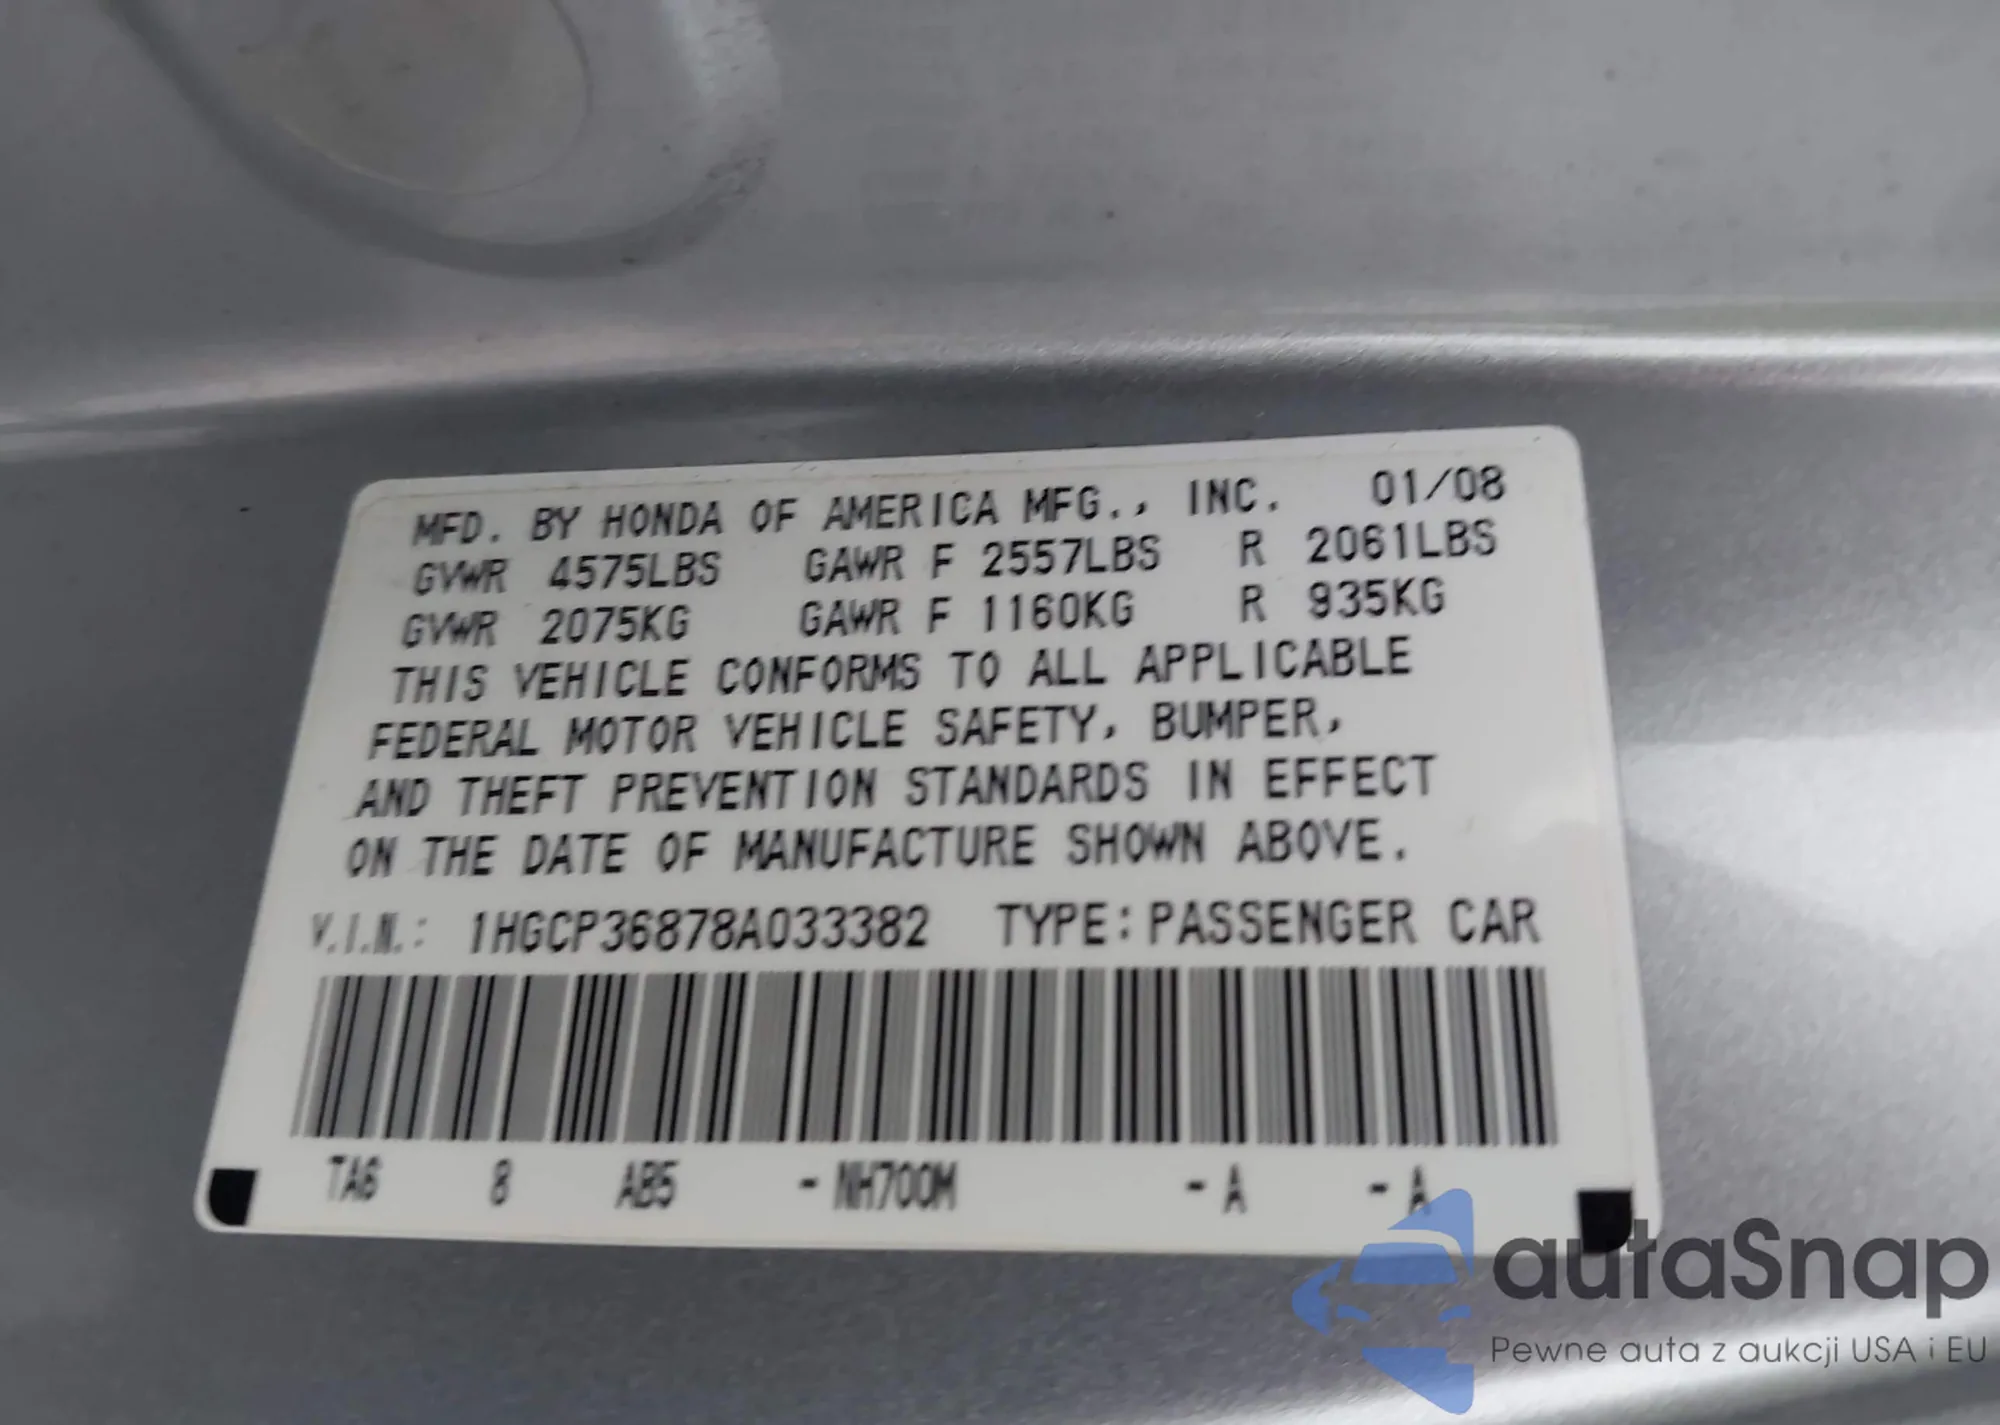 MFD. BY HONDA OF AMERICA MFG., INC. 01/08
GVWR 4575LBS GAWR F 2557LBS R 2061LBS
GVWR 2075KG GAWR F 1160KG R 935KG
THIS VEHICLE CONFORMS TO ALL APPLICABLE
FEDERAL MOTOR VEHICLE SAFETY, BUMPER,
AND THEFT PREVENTION STANDARDS IN EFFECT
ON THE DATE OF MANUFACTURE SHOWN ABOVE.
V.I.N.: 1HGCP36878A033382 TYPE: PASSENGER CAR
TA6 8 AB5 - NH700M - A - A
autaSnap
Pewne auta z aukcji USA i EU